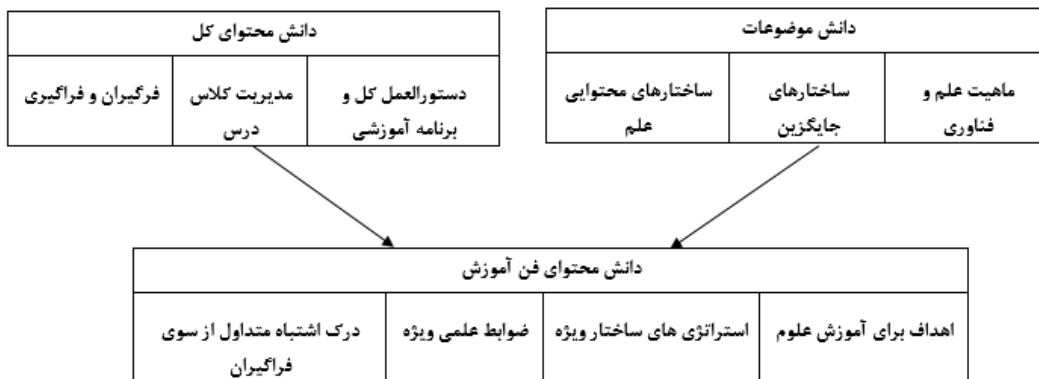 دانش موضوعات
ماهیت علم و
فناوری
ساختارهای
جایگزین
ساختارهای محتوایی
علم
دانش محتوای کل
دستورالعمل کل و
برنامه آموزشی
مدیریت کلاس
درس
فرگیران و فراگیری
دانش محتوای فن آموزش
اهداف برای آموزش علوم
استراتژی های ساختار ویژه
ضوابط علمی ویژه
درک اشتباه متداول از سوی
فراگیران